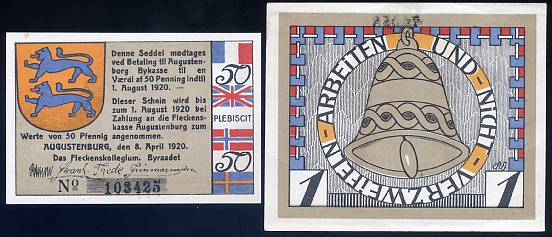 Denne Seddel modtages
ved Betaling til Augusten-
borg Bykasse til en
Værdi af 50 Penning indtil
1. August 1920.
Dieser Schein wird bis
zum 1. August 1920 bei
Zahlung an die Flecken-
skasse Augustenburg zum
Werte von 50 Pfennig angenommen.
AUGUSTENBURG, den 8. April 1920.
Das Fleckenskollegium. Byraadet
Frank. Thede
No 103425
50
PLEBISCIT
50
ARBEITEN UND NICHT VERZWEIFELN
1
1